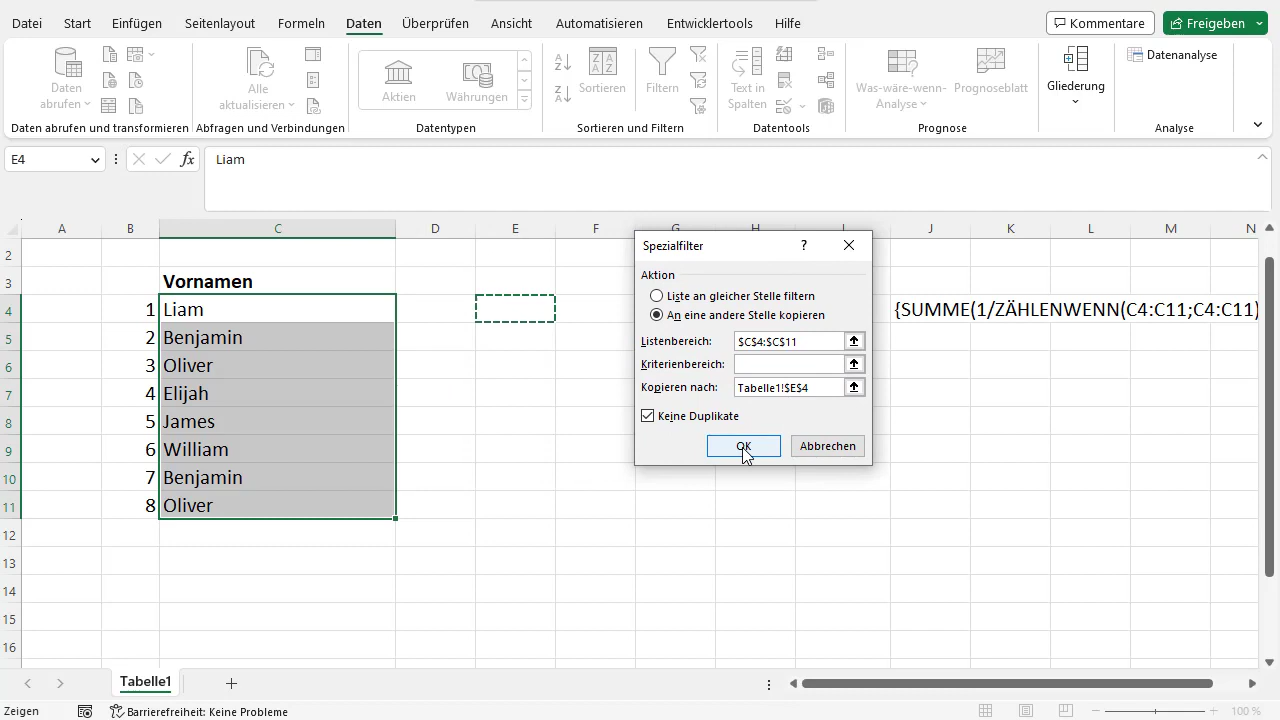 Datei Start Einfügen Seitenlayout Formeln Daten Überprüfen Ansicht Automatisieren Entwicklertools Hilfe Kommentare Freigeben
Daten abrufen
Alle aktualisieren
Aktien Währungen
Sortieren Filtern
Text in Spalten
Was-wäre-wenn-Analyse Prognoseblatt
Gliederung
Datenanalyse
Daten abrufen und transformieren Abfragen und Verbindungen Datentypen Sortieren und Filtern Datentools Prognose Analyse
E4 fx Liam
A B C D E F G H I J K L M N
2
3 Vornamen
4 1 Liam {SUMME(1/ZÄHLENWENN(C4:C11;C4:C11)
5 2 Benjamin
6 3 Oliver
7 4 Elijah
8 5 James
9 6 William
10 7 Benjamin
11 8 Oliver
12
13
14
15
16
Spezialfilter ?
Aktion
Liste an gleicher Stelle filtern
An eine andere Stelle kopieren
Listenbereich: $C$4:$C$11
Kriterienbereich:
Kopieren nach: Tabelle1!$E$4
Keine Duplikate
OK Abbrechen
Tabelle1
Zeigen Barrierefreiheit: Keine Probleme 100 %